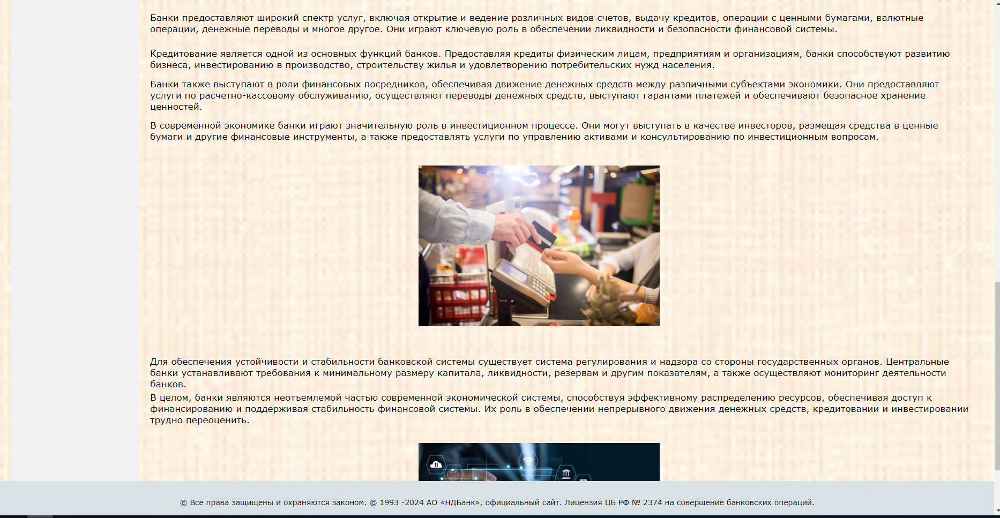 Банки предоставляют широкий спектр услуг, включая открытие и ведение различных видов счетов, выдачу кредитов, операции с ценными бумагами, валютные
операции, денежные переводы и многое другое. Они играют ключевую роль в обеспечении ликвидности и безопасности финансовой системы.
Кредитование является одной из основных функций банков. Предоставляя кредиты физическим лицам, предприятиям и организациям, банки способствуют развитию
бизнеса, инвестированию в производство, строительству жилья и удовлетворению потребительских нужд населения.
Банки также выступают в роли финансовых посредников, обеспечивая движение денежных средств между различными субъектами экономики. Они предоставляют
услуги по расчетно-кассовому обслуживанию, осуществляют переводы денежных средств, выступают гарантами платежей и обеспечивают безопасное хранение
ценностей.
В современной экономике банки играют значительную роль в инвестиционном процессе. Они могут выступать в качестве инвесторов, размещая средства в ценные
бумаги и другие финансовые инструменты, а также предоставлять услуги по управлению активами и консультированию по инвестиционным вопросам.
Для обеспечения устойчивости и стабильности банковской системы существует система регулирования и надзора со стороны государственных органов. Центральные
банки устанавливают требования к минимальному размеру капитала, ликвидности, резервам и другим показателям, а также осуществляют мониторинг деятельности
банков.
В целом, банки являются неотъемлемой частью современной экономической системы, способствуя эффективному распределению ресурсов, обеспечивая доступ к
финансированию и поддерживая стабильность финансовой системы. Их роль в обеспечении непрерывного движения денежных средств, кредитовании и инвестировании
трудно переоценить.
© Все права защищены и охраняются законом. © 1993 -2024 АО «НДБанк», официальный сайт. Лицензия ЦБ РФ № 2374 на совершение банковских операций.